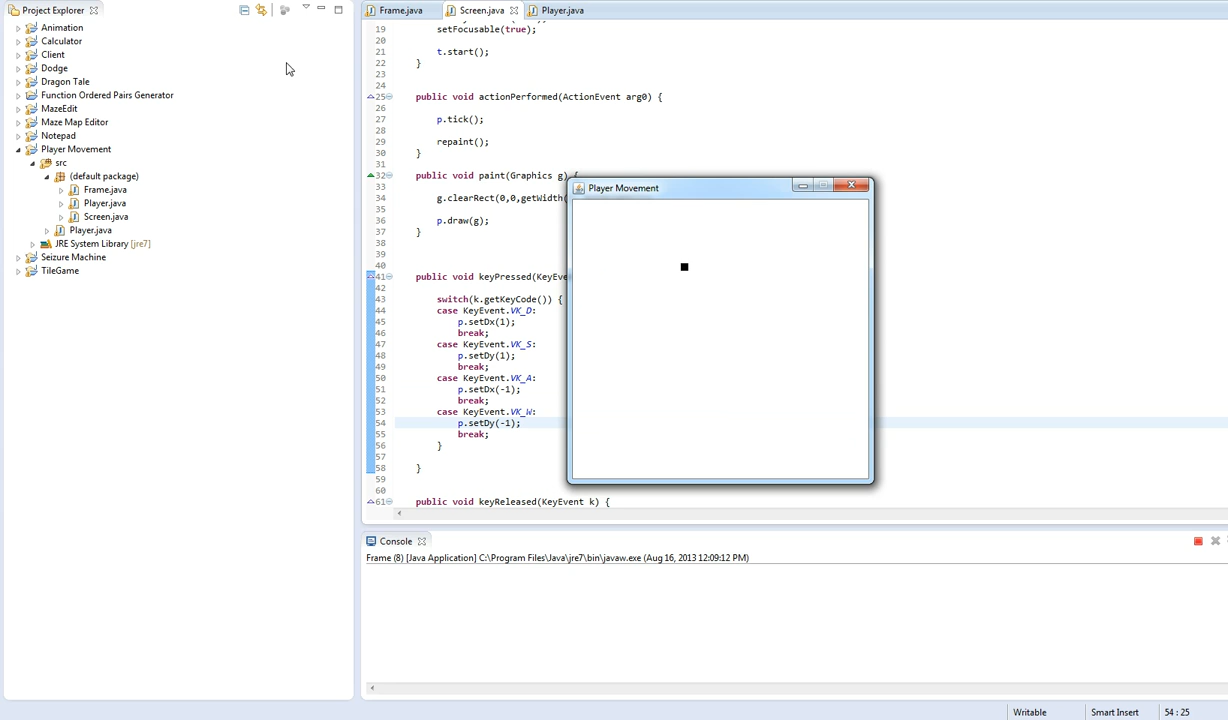 Project Explorer
Animation
Calculator
Client
Dodge
Dragon Tale
Function Ordered Pairs Generator
MazeEdit
Maze Map Editor
Notepad
Player Movement
src
(default package)
Frame.java
Player.java
Screen.java
Player.java
JRE System Library [jre7]
Seizure Machine
TileGame
Frame.java Screen.java Player.java
19 setFocusable(true);
20
21 t.start();
22 }
23
24
25 public void actionPerformed(ActionEvent arg0) {
26
27 p.tick();
28
29 repaint();
30 }
31
32 public void paint(Graphics g) {
33
34 g.clearRect(0,0,getWidth(
35
36 p.draw(g);
37 }
38
39
40
41 public void keyPressed(KeyEve
42
43 switch(k.getKeyCode()) {
44 case KeyEvent.VK_D:
45 p.setDx(1);
46 break;
47 case KeyEvent.VK_S:
48 p.setDy(1);
49 break;
50 case KeyEvent.VK_A:
51 p.setDx(-1);
52 break;
53 case KeyEvent.VK_W:
54 p.setDy(-1);
55 break;
56 }
57
58 }
59
60
61 public void keyReleased(KeyEvent k) {
Player Movement
Console
Frame (8) [Java Application] C:\Program Files\Java\jre7\bin\javaw.exe (Aug 16, 2013 12:09:12 PM)
Writable Smart Insert 54 : 25